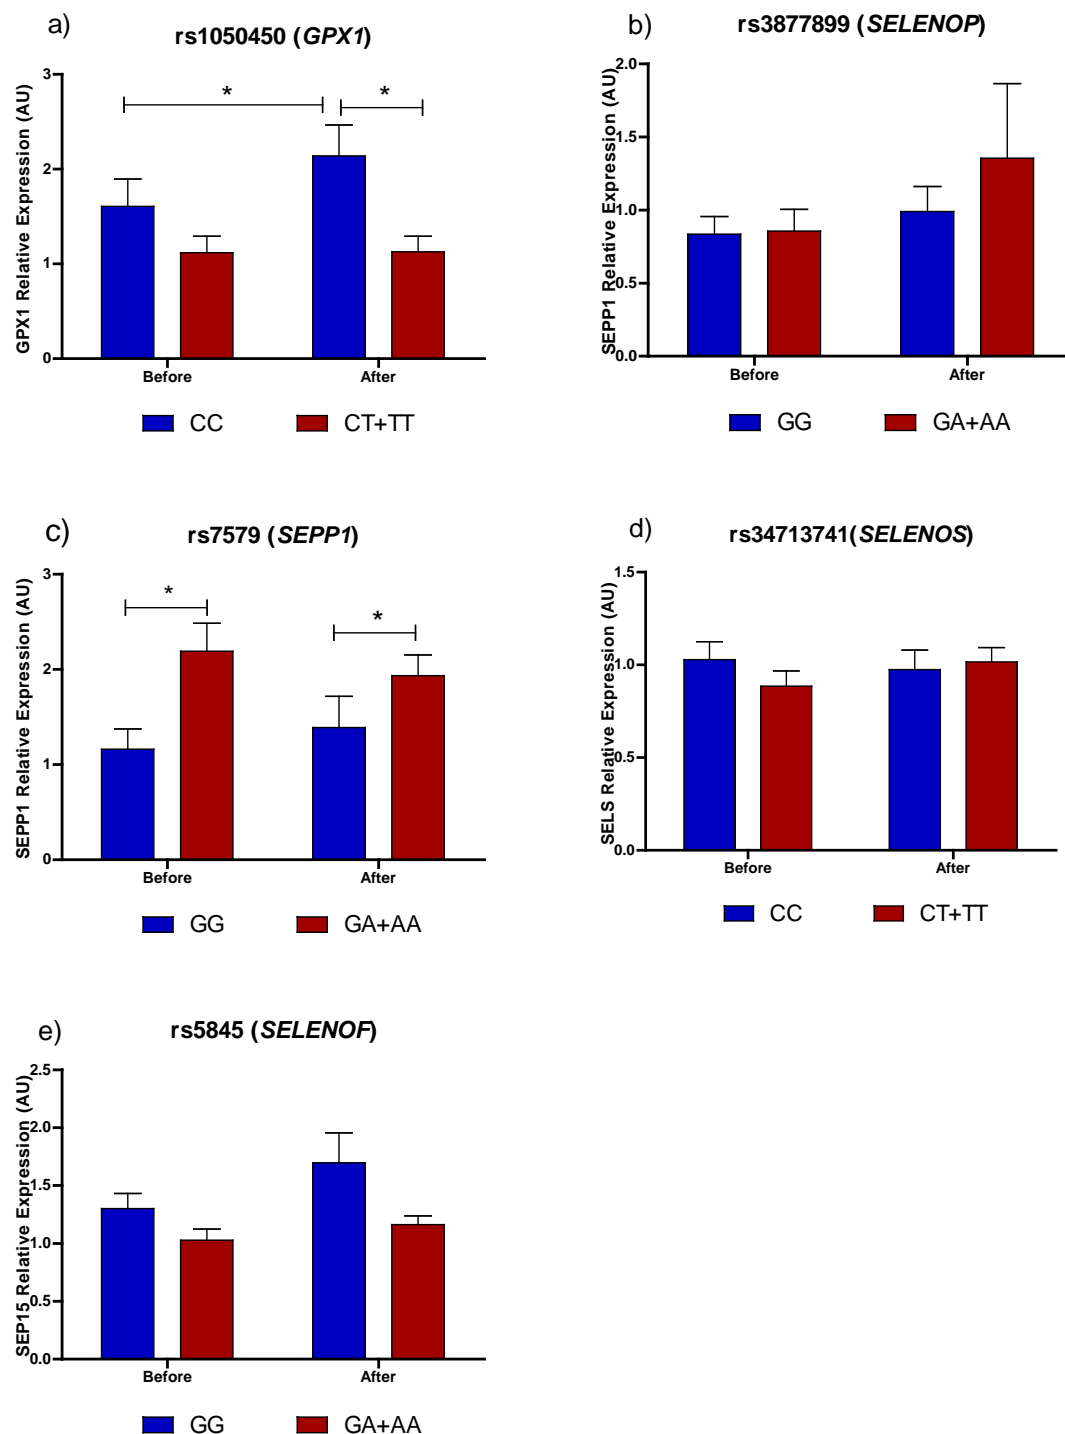 a)
rs1050450 (GPX1)
GPX1 Relative Expression (AU)
3
2
1
0
*
*
Before
After
CC
CT+TT
b)
rs3877899 (SELENOP)
SEPP1 Relative Expression (AU)
2.0
1.5
1.0
0.5
0.0
Before
After
GG
GA+AA
c)
rs7579 (SEPP1)
SEPP1 Relative Expression (AU)
3
2
1
0
*
*
Before
After
GG
GA+AA
d)
rs34713741(SELENOS)
SELS Relative Expression (AU)
1.5
1.0
0.5
0.0
Before
After
CC
CT+TT
e)
rs5845 (SELENOF)
SEP15 Relative Expression (AU)
2.5
2.0
1.5
1.0
0.5
0.0
Before
After
GG
GA+AA